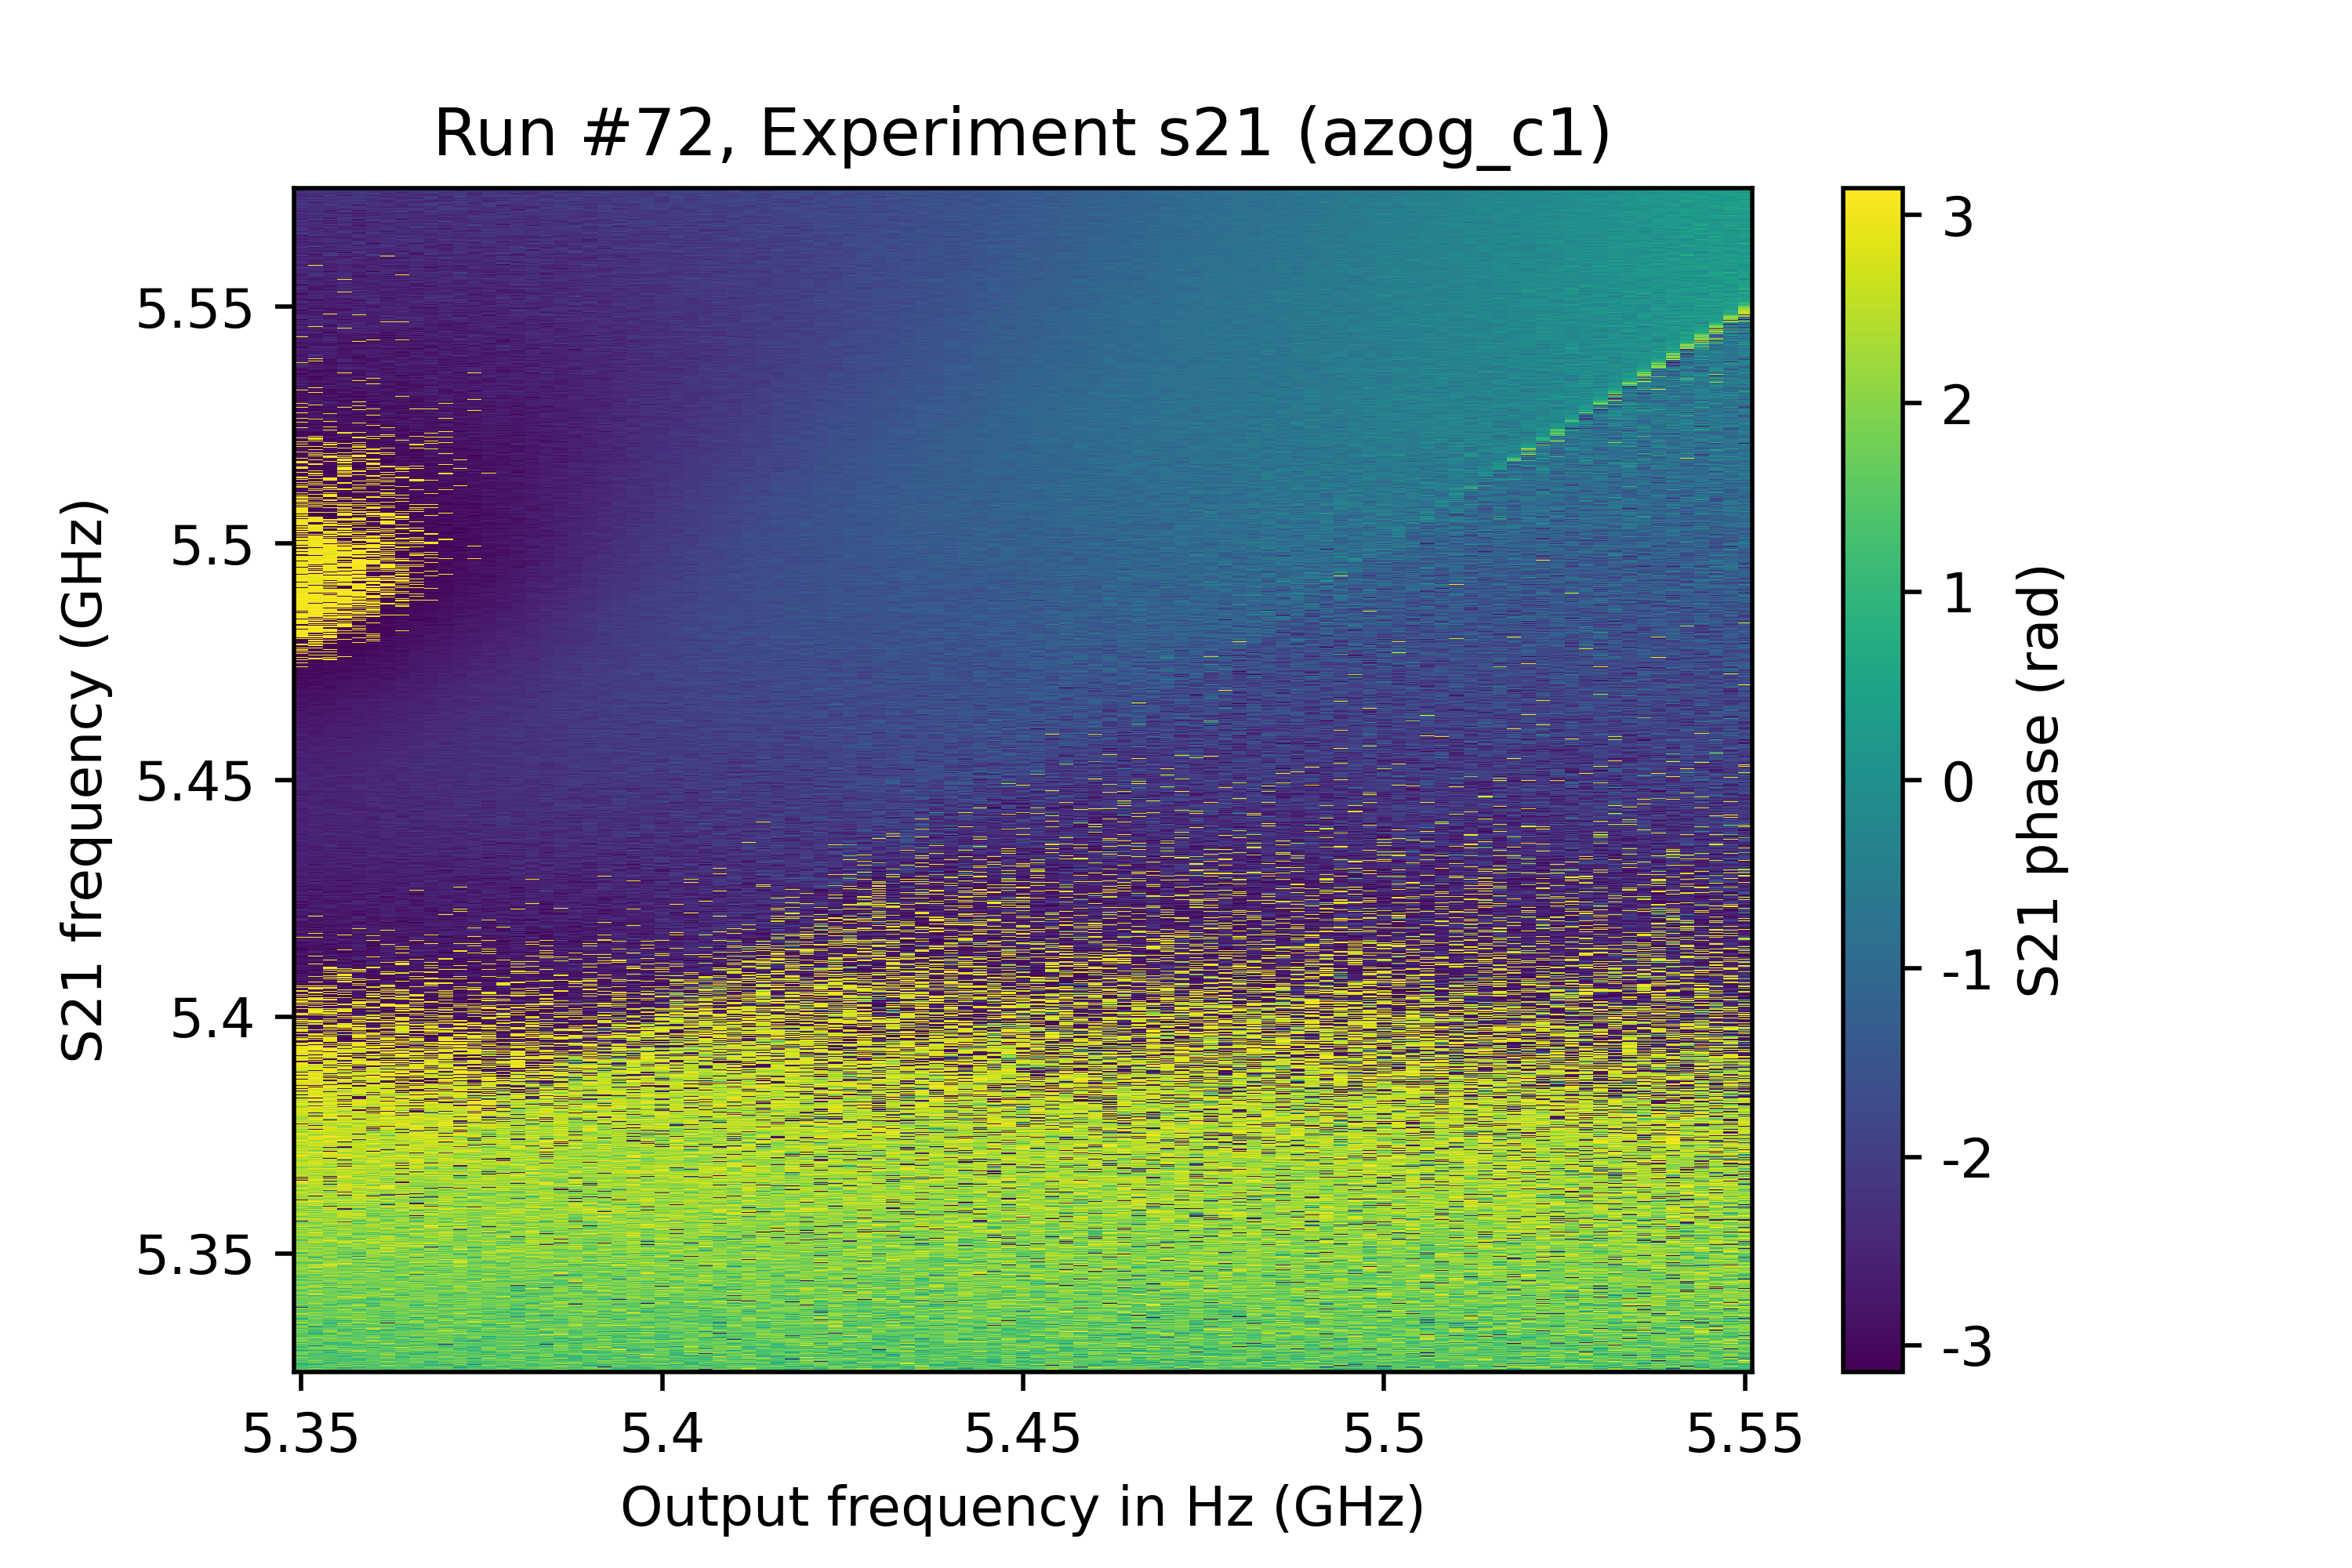 Run #72, Experiment s21 (azog_c1)
S21 frequency (GHz)
5.55
5.5
5.45
5.4
5.35
5.35 5.4 5.45 5.5 5.55
Output frequency in Hz (GHz)
3
2
1
0
-1
-2
-3
S21 phase (rad)